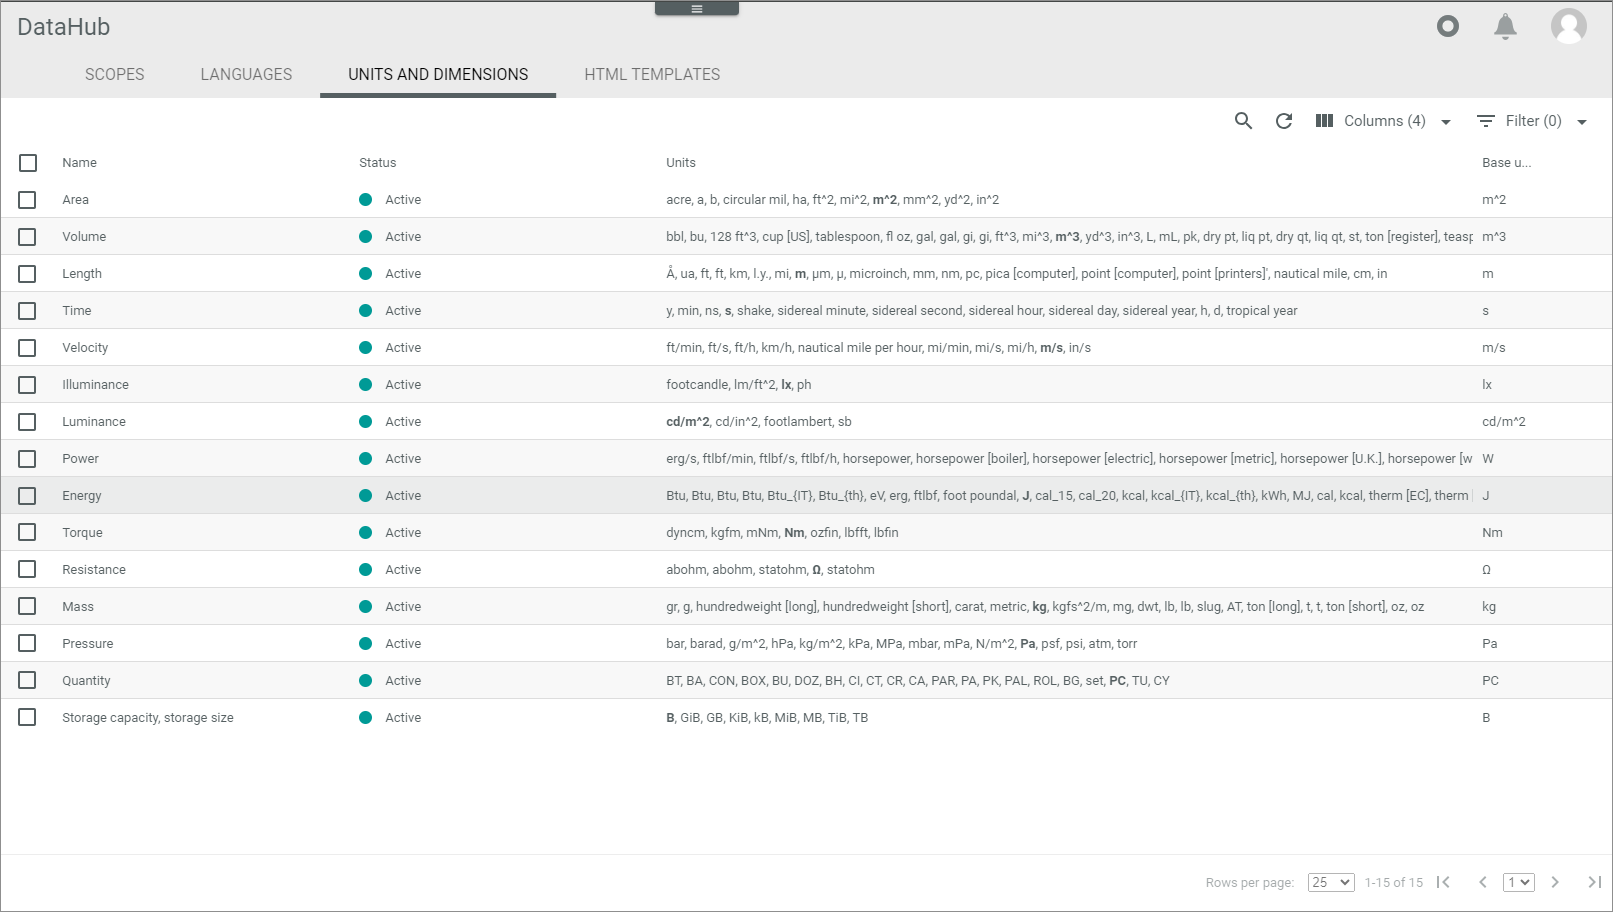 DataHub
SCOPES LANGUAGES UNITS AND DIMENSIONS HTML TEMPLATES
Columns (4) Filter (0)
Name Status Units Base u...
Area Active acre, a, b, circular mil, ha, ft^2, mi^2, m^2, mm^2, yd^2, in^2 m^2
Volume Active bbl, bu, 128 ft^3, cup [US], tablespoon, fl oz, gal, gal, gi, gi, ft^3, mi^3, m^3, yd^3, in^3, L, mL, pk, dry pt, liq pt, dry qt, liq qt, st, ton [register], teasp m^3
Length Active Å, ua, ft, ft, km, l.y., mi, m, µm, µ, microinch, mm, nm, pc, pica [computer], point [computer], point [printers]', nautical mile, cm, in m
Time Active y, min, ns, s, shake, sidereal minute, sidereal second, sidereal hour, sidereal day, sidereal year, h, d, tropical year s
Velocity Active ft/min, ft/s, ft/h, km/h, nautical mile per hour, mi/min, mi/s, mi/h, m/s, in/s m/s
Illuminance Active footcandle, lm/ft^2, lx, ph lx
Luminance Active cd/m^2, cd/in^2, footlambert, sb cd/m^2
Power Active erg/s, ftlbf/min, ftlbf/s, ftlbf/h, horsepower, horsepower [boiler], horsepower [electric], horsepower [metric], horsepower [U.K.], horsepower [w W
Energy Active Btu, Btu, Btu, Btu, Btu_{IT}, Btu_{th}, eV, erg, ftlbf, foot poundal, J, cal_15, cal_20, kcal, kcal_{IT}, kcal_{th}, kWh, MJ, cal, kcal, therm [EC], therm [ J
Torque Active dyncm, kgfm, mNm, Nm, ozfin, lbfft, lbfin Nm
Resistance Active abohm, abohm, statohm, Ω, statohm Ω
Mass Active gr, g, hundredweight [long], hundredweight [short], carat, metric, kg, kgfs^2/m, mg, dwt, lb, lb, slug, AT, ton [long], t, t, ton [short], oz, oz kg
Pressure Active bar, barad, g/m^2, hPa, kg/m^2, kPa, MPa, mbar, mPa, N/m^2, Pa, psf, psi, atm, torr Pa
Quantity Active BT, BA, CON, BOX, BU, DOZ, BH, CI, CT, CR, CA, PAR, PA, PK, PAL, ROL, BG, set, PC, TU, CY PC
Storage capacity, storage size Active B, GiB, GB, KiB, kB, MiB, MB, TiB, TB B
Rows per page: 25 1-15 of 15 1